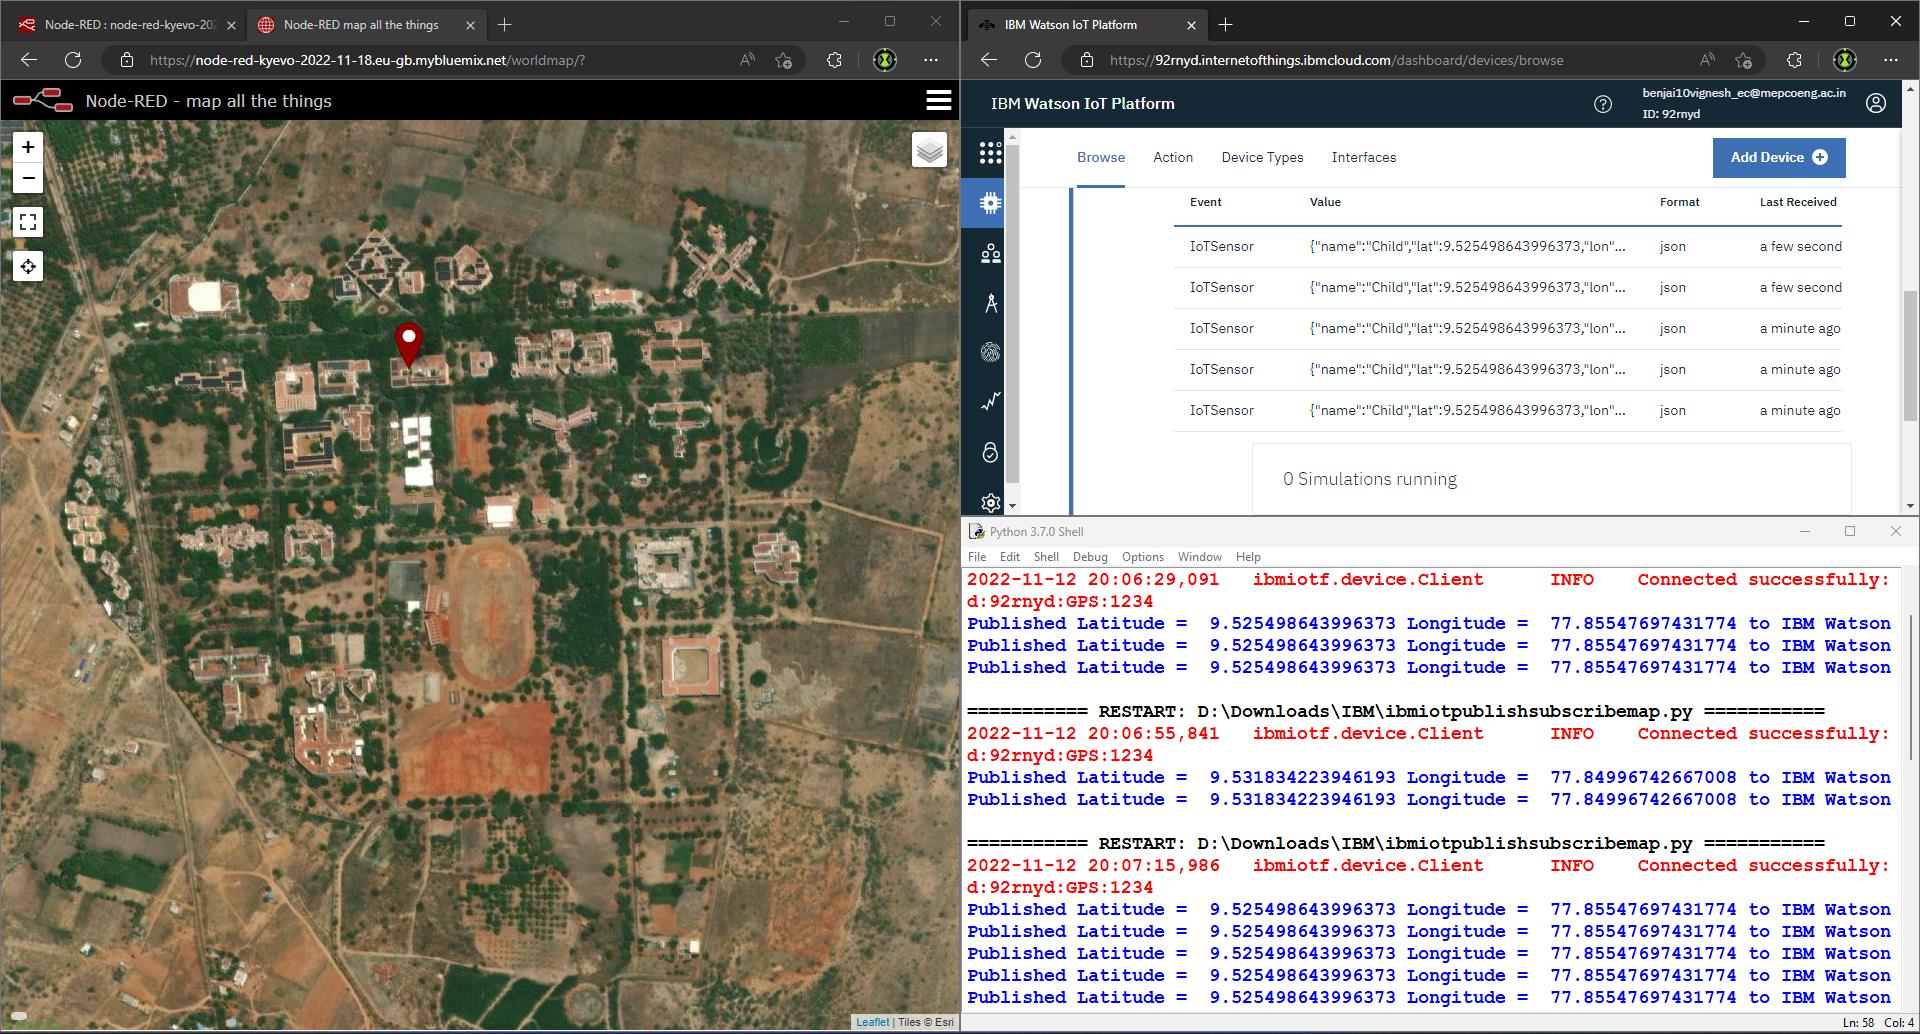 Node-RED : node-red-kyevo-202
Node-RED map all the things
https://node-red-kyevo-2022-11-18.eu-gb.mybluemix.net/worldmap/?
Node-RED - map all the things
+
−
Leaflet | Tiles © Esri
IBM Watson IoT Platform
https://92rnyd.internetofthings.ibmcloud.com/dashboard/devices/browse
IBM Watson IoT Platform
benjai10vignesh_ec@mepcoeng.ac.in
ID: 92rnyd
Browse Action Device Types Interfaces
Add Device
Event Value Format Last Received
IoTSensor {"name":"Child","lat":9.525498643996373,"lon"... json a few second
IoTSensor {"name":"Child","lat":9.525498643996373,"lon"... json a few second
IoTSensor {"name":"Child","lat":9.525498643996373,"lon"... json a minute ago
IoTSensor {"name":"Child","lat":9.525498643996373,"lon"... json a minute ago
IoTSensor {"name":"Child","lat":9.525498643996373,"lon"... json a minute ago
0 Simulations running
Python 3.7.0 Shell
File Edit Shell Debug Options Window Help
2022-11-12 20:06:29,091 ibmiotf.device.Client INFO Connected successfully:
d:92rnyd:GPS:1234
Published Latitude = 9.525498643996373 Longitude = 77.85547697431774 to IBM Watson
Published Latitude = 9.525498643996373 Longitude = 77.85547697431774 to IBM Watson
Published Latitude = 9.525498643996373 Longitude = 77.85547697431774 to IBM Watson
=========== RESTART: D:\Downloads\IBM\ibmiotpublishsubscribemap.py ===========
2022-11-12 20:06:55,841 ibmiotf.device.Client INFO Connected successfully:
d:92rnyd:GPS:1234
Published Latitude = 9.531834223946193 Longitude = 77.84996742667008 to IBM Watson
Published Latitude = 9.531834223946193 Longitude = 77.84996742667008 to IBM Watson
=========== RESTART: D:\Downloads\IBM\ibmiotpublishsubscribemap.py ===========
2022-11-12 20:07:15,986 ibmiotf.device.Client INFO Connected successfully:
d:92rnyd:GPS:1234
Published Latitude = 9.525498643996373 Longitude = 77.85547697431774 to IBM Watson
Published Latitude = 9.525498643996373 Longitude = 77.85547697431774 to IBM Watson
Published Latitude = 9.525498643996373 Longitude = 77.85547697431774 to IBM Watson
Published Latitude = 9.525498643996373 Longitude = 77.85547697431774 to IBM Watson
Published Latitude = 9.525498643996373 Longitude = 77.85547697431774 to IBM Watson
Ln: 58 Col: 4